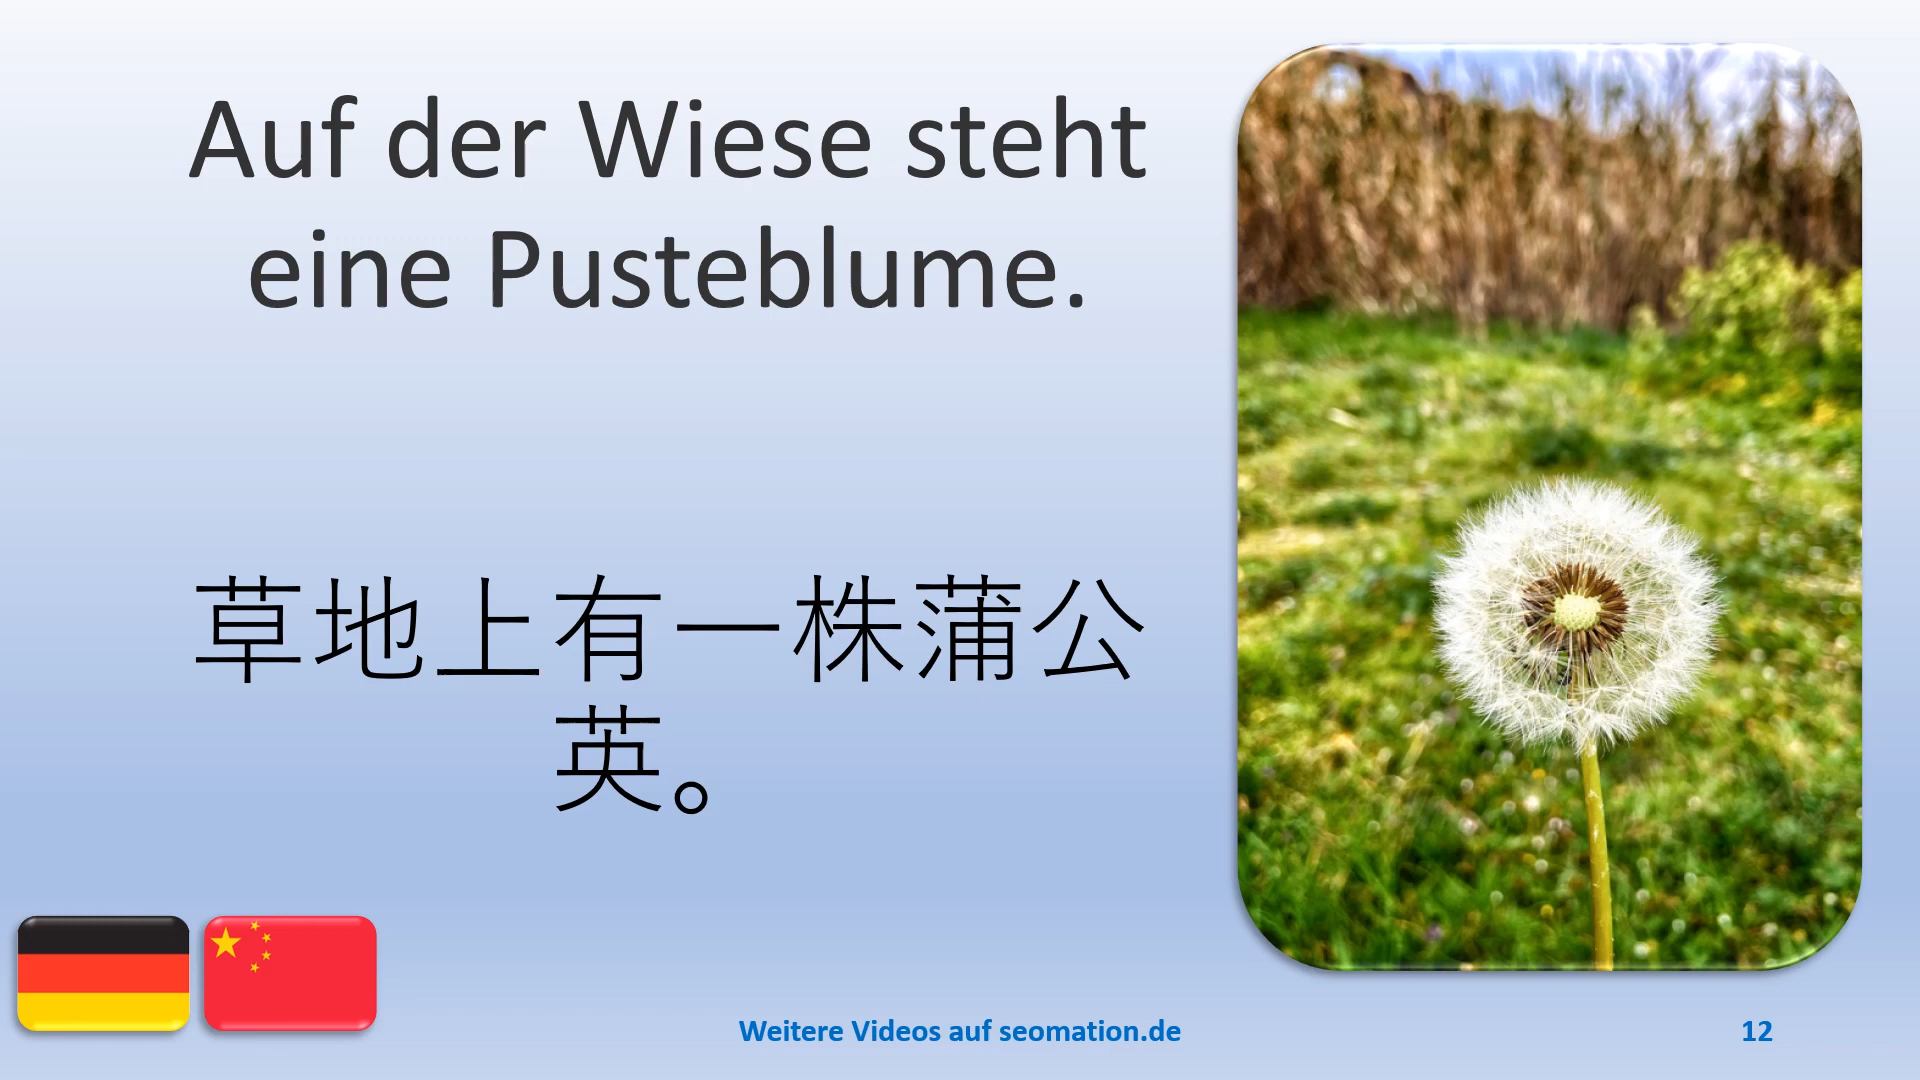 Auf der Wiese steht
eine Pusteblume.
草地上有一株蒲公
英。
Weitere Videos auf seomation.de
12